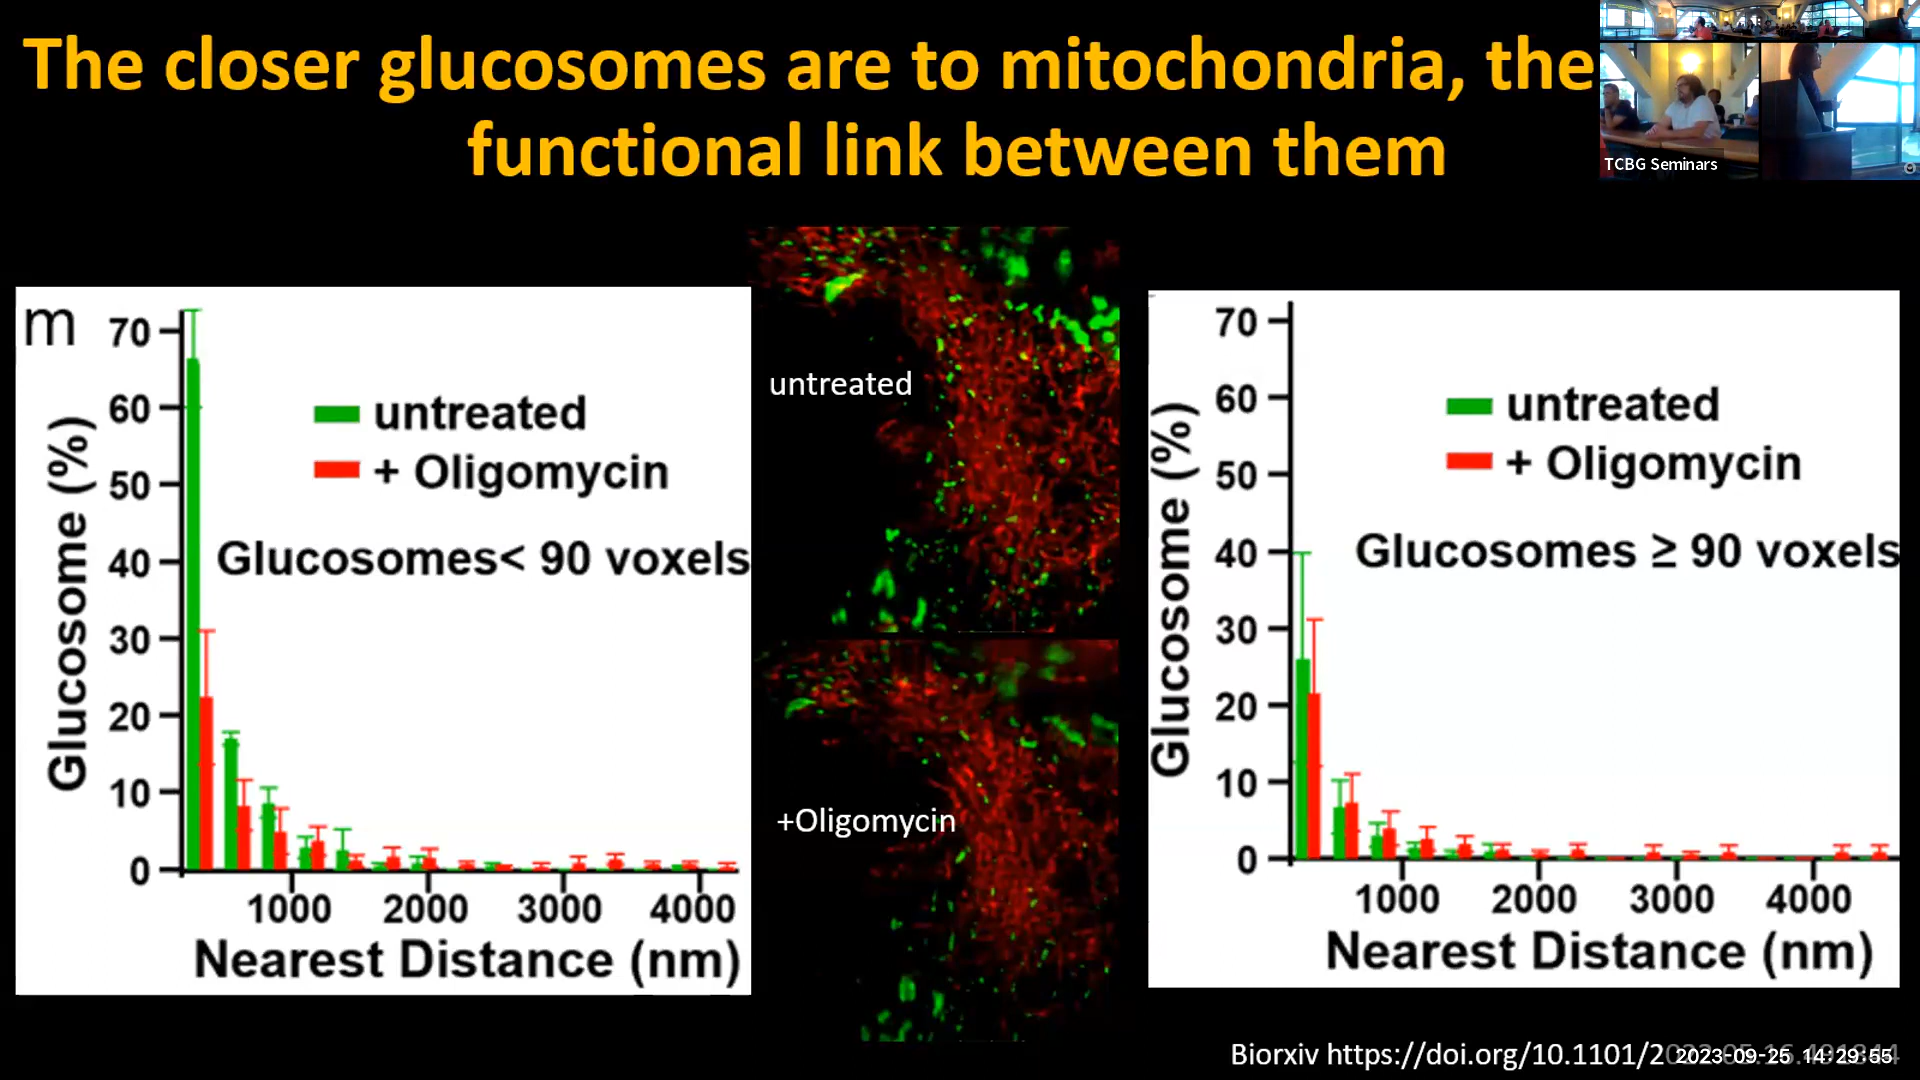 The closer glucosomes are to mitochondria, the
functional link between them
TCBG Seminars
m
70
60
50
40
30
20
10
0
Glucosome (%)
untreated
+ Oligomycin
Glucosomes< 90 voxels
1000 2000 3000 4000
Nearest Distance (nm)
untreated
+Oligomycin
70
60
50
40
30
20
10
0
Glucosome (%)
untreated
+ Oligomycin
Glucosomes ≥ 90 voxels
1000 2000 3000 4000
Nearest Distance (nm)
Biorxiv https://doi.org/10.1101/2
2023-09-25 14:29:55